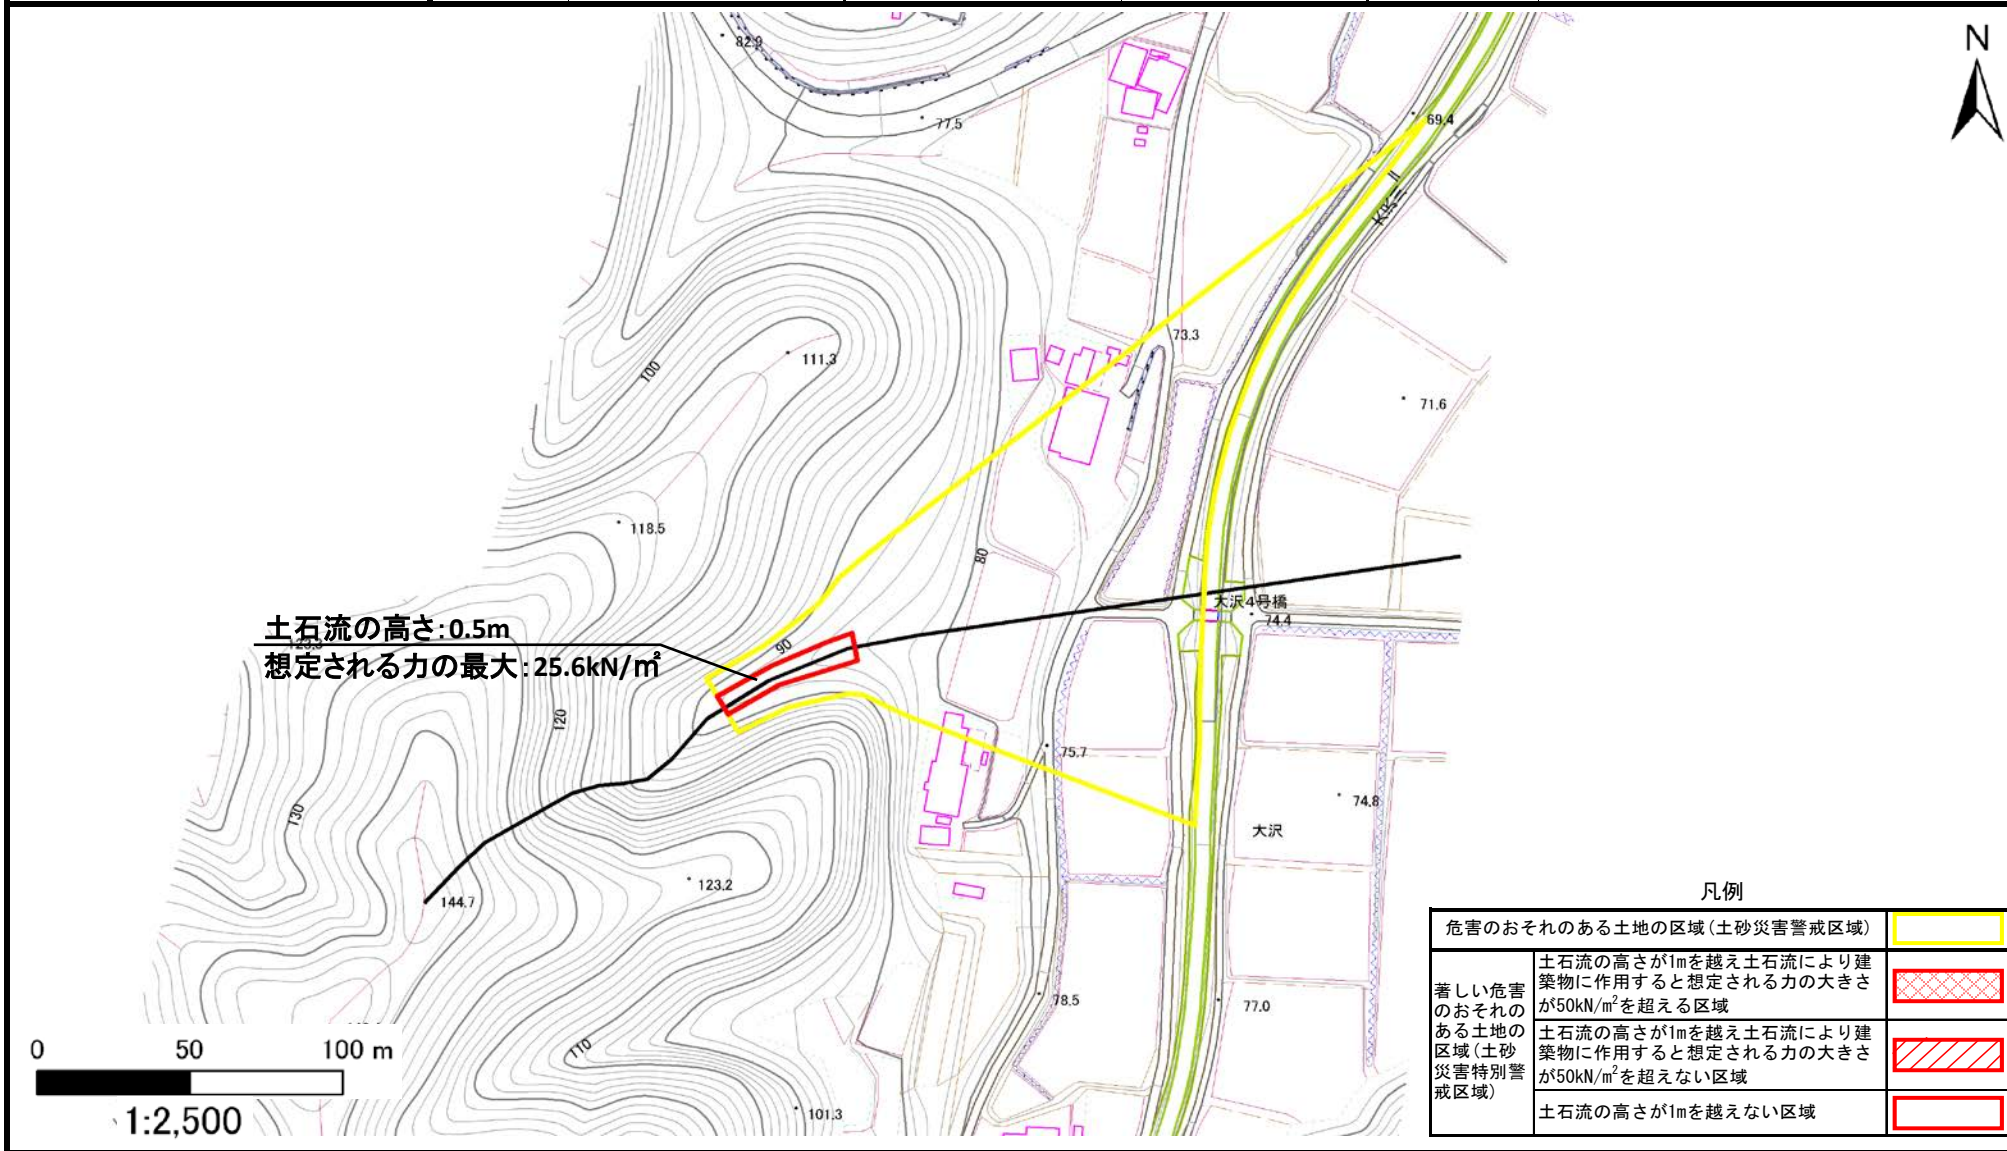 N
82.9
77.5
69.4
73.3
111.3
100
71.6
118.5
80
大沢4号橋
74.4
土石流の高さ:0.5m
想定される力の最大:25.6kN/㎡
90
120
75.7
130
74.8
大沢
123.2
144.7
78.5
77.0
110
101.3
0 50 100 m
1:2,500
凡例
危害のおそれのある土地の区域(土砂災害警戒区域)
著しい危害
のおそれの
ある土地の
区域(土砂
災害特別警
戒区域)
土石流の高さが1mを越え土石流により建
築物に作用すると想定される力の大きさ
が50kN/m²を超える区域
土石流の高さが1mを越え土石流により建
築物に作用すると想定される力の大きさ
が50kN/m²を超えない区域
土石流の高さが1mを越えない区域